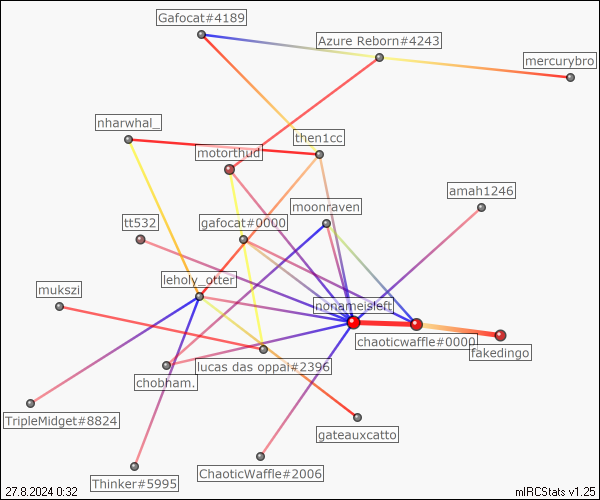 Gafocat#4189
Azure Reborn#4243
mercurybro
nharwhal_
then1cc
motorthud
amah1246
moonraven
tt532
gafocat#0000
leholy_otter
mukszi
nonameisleft
chaoticwaffle#0000
fakedingo
lucas das oppai#2396
chobham.
TripleMidget#8824
gateauxcatto
ChaoticWaffle#2006
Thinker#5995
27.8.2024 0:32
mIRCStats v1.25